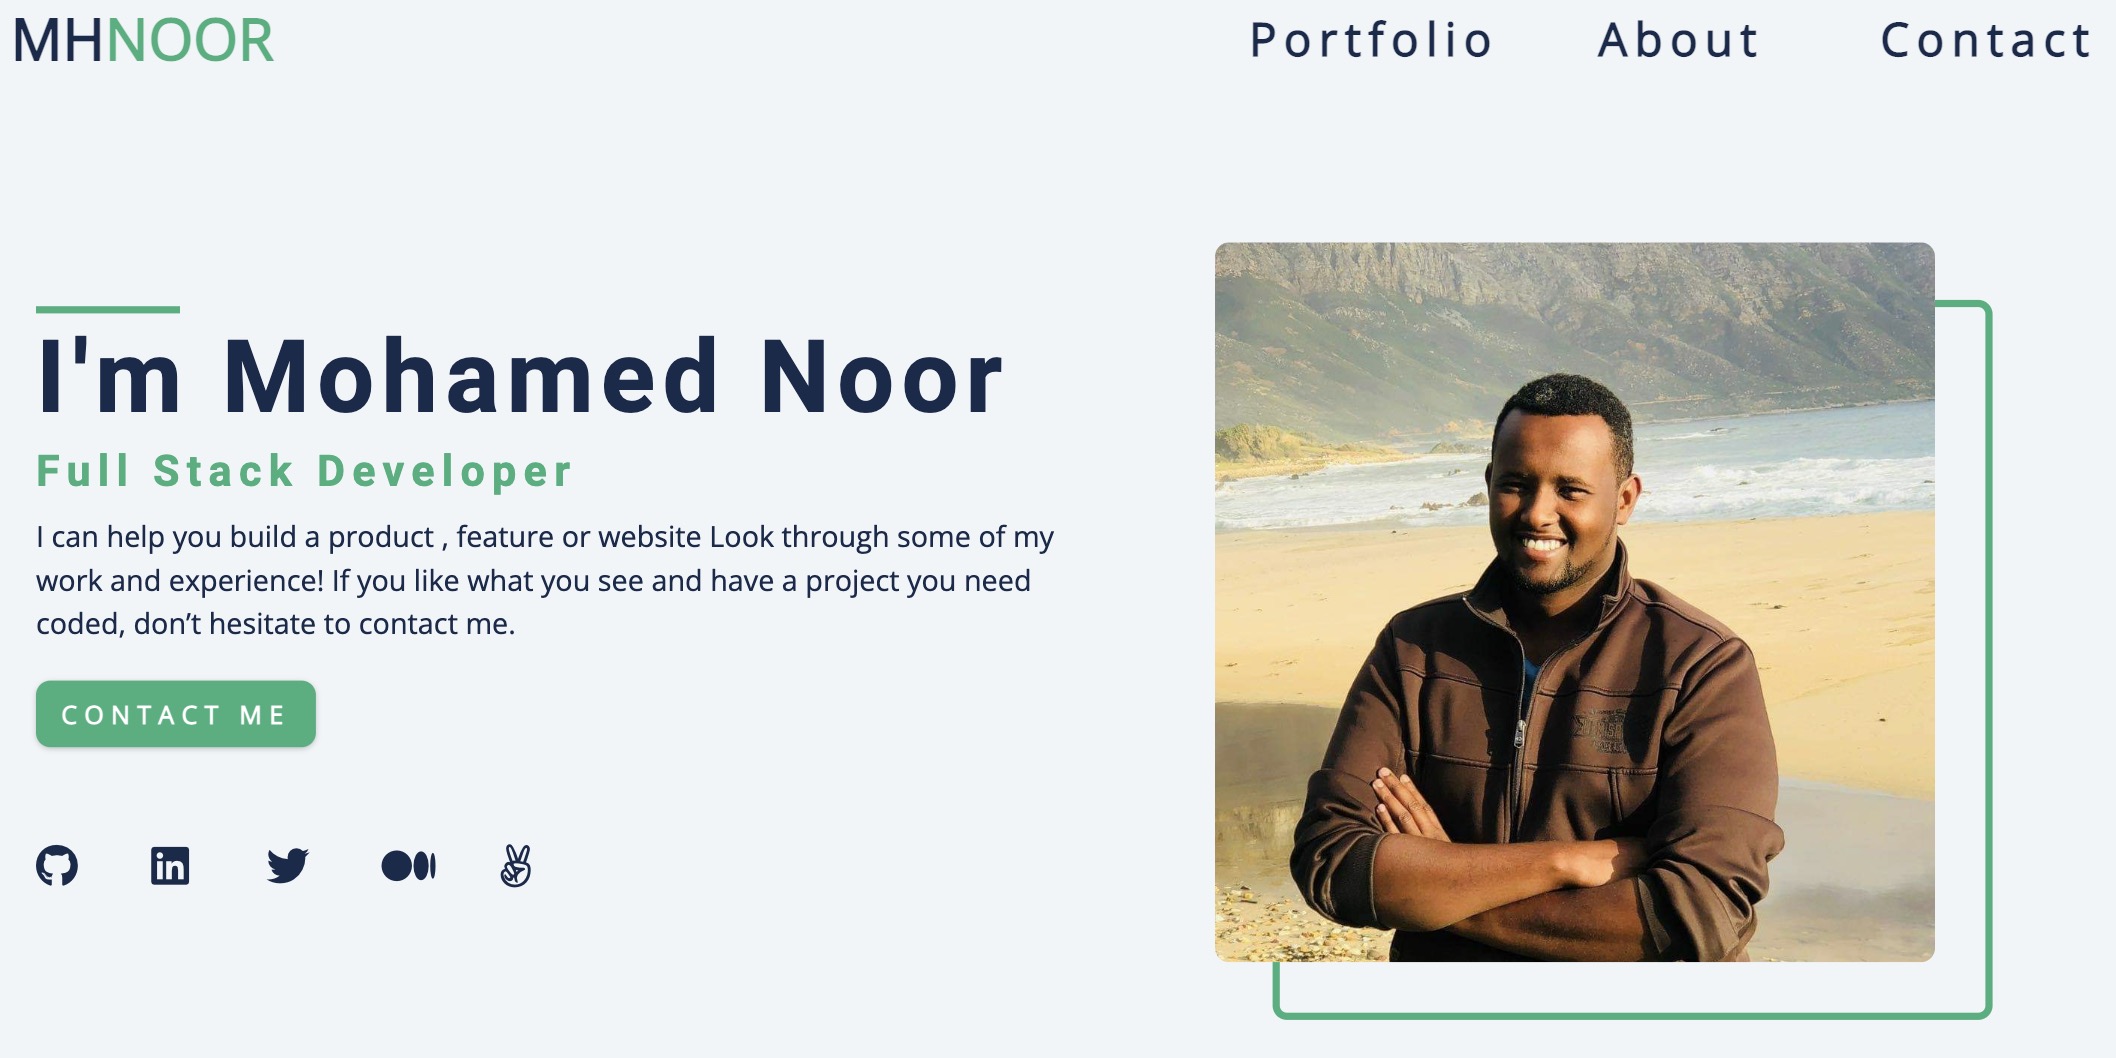 MHNOOR
Portfolio About Contact
I'm Mohamed Noor
Full Stack Developer
I can help you build a product , feature or website Look through some of my
work and experience! If you like what you see and have a project you need
coded, don’t hesitate to contact me.
CONTACT ME
in